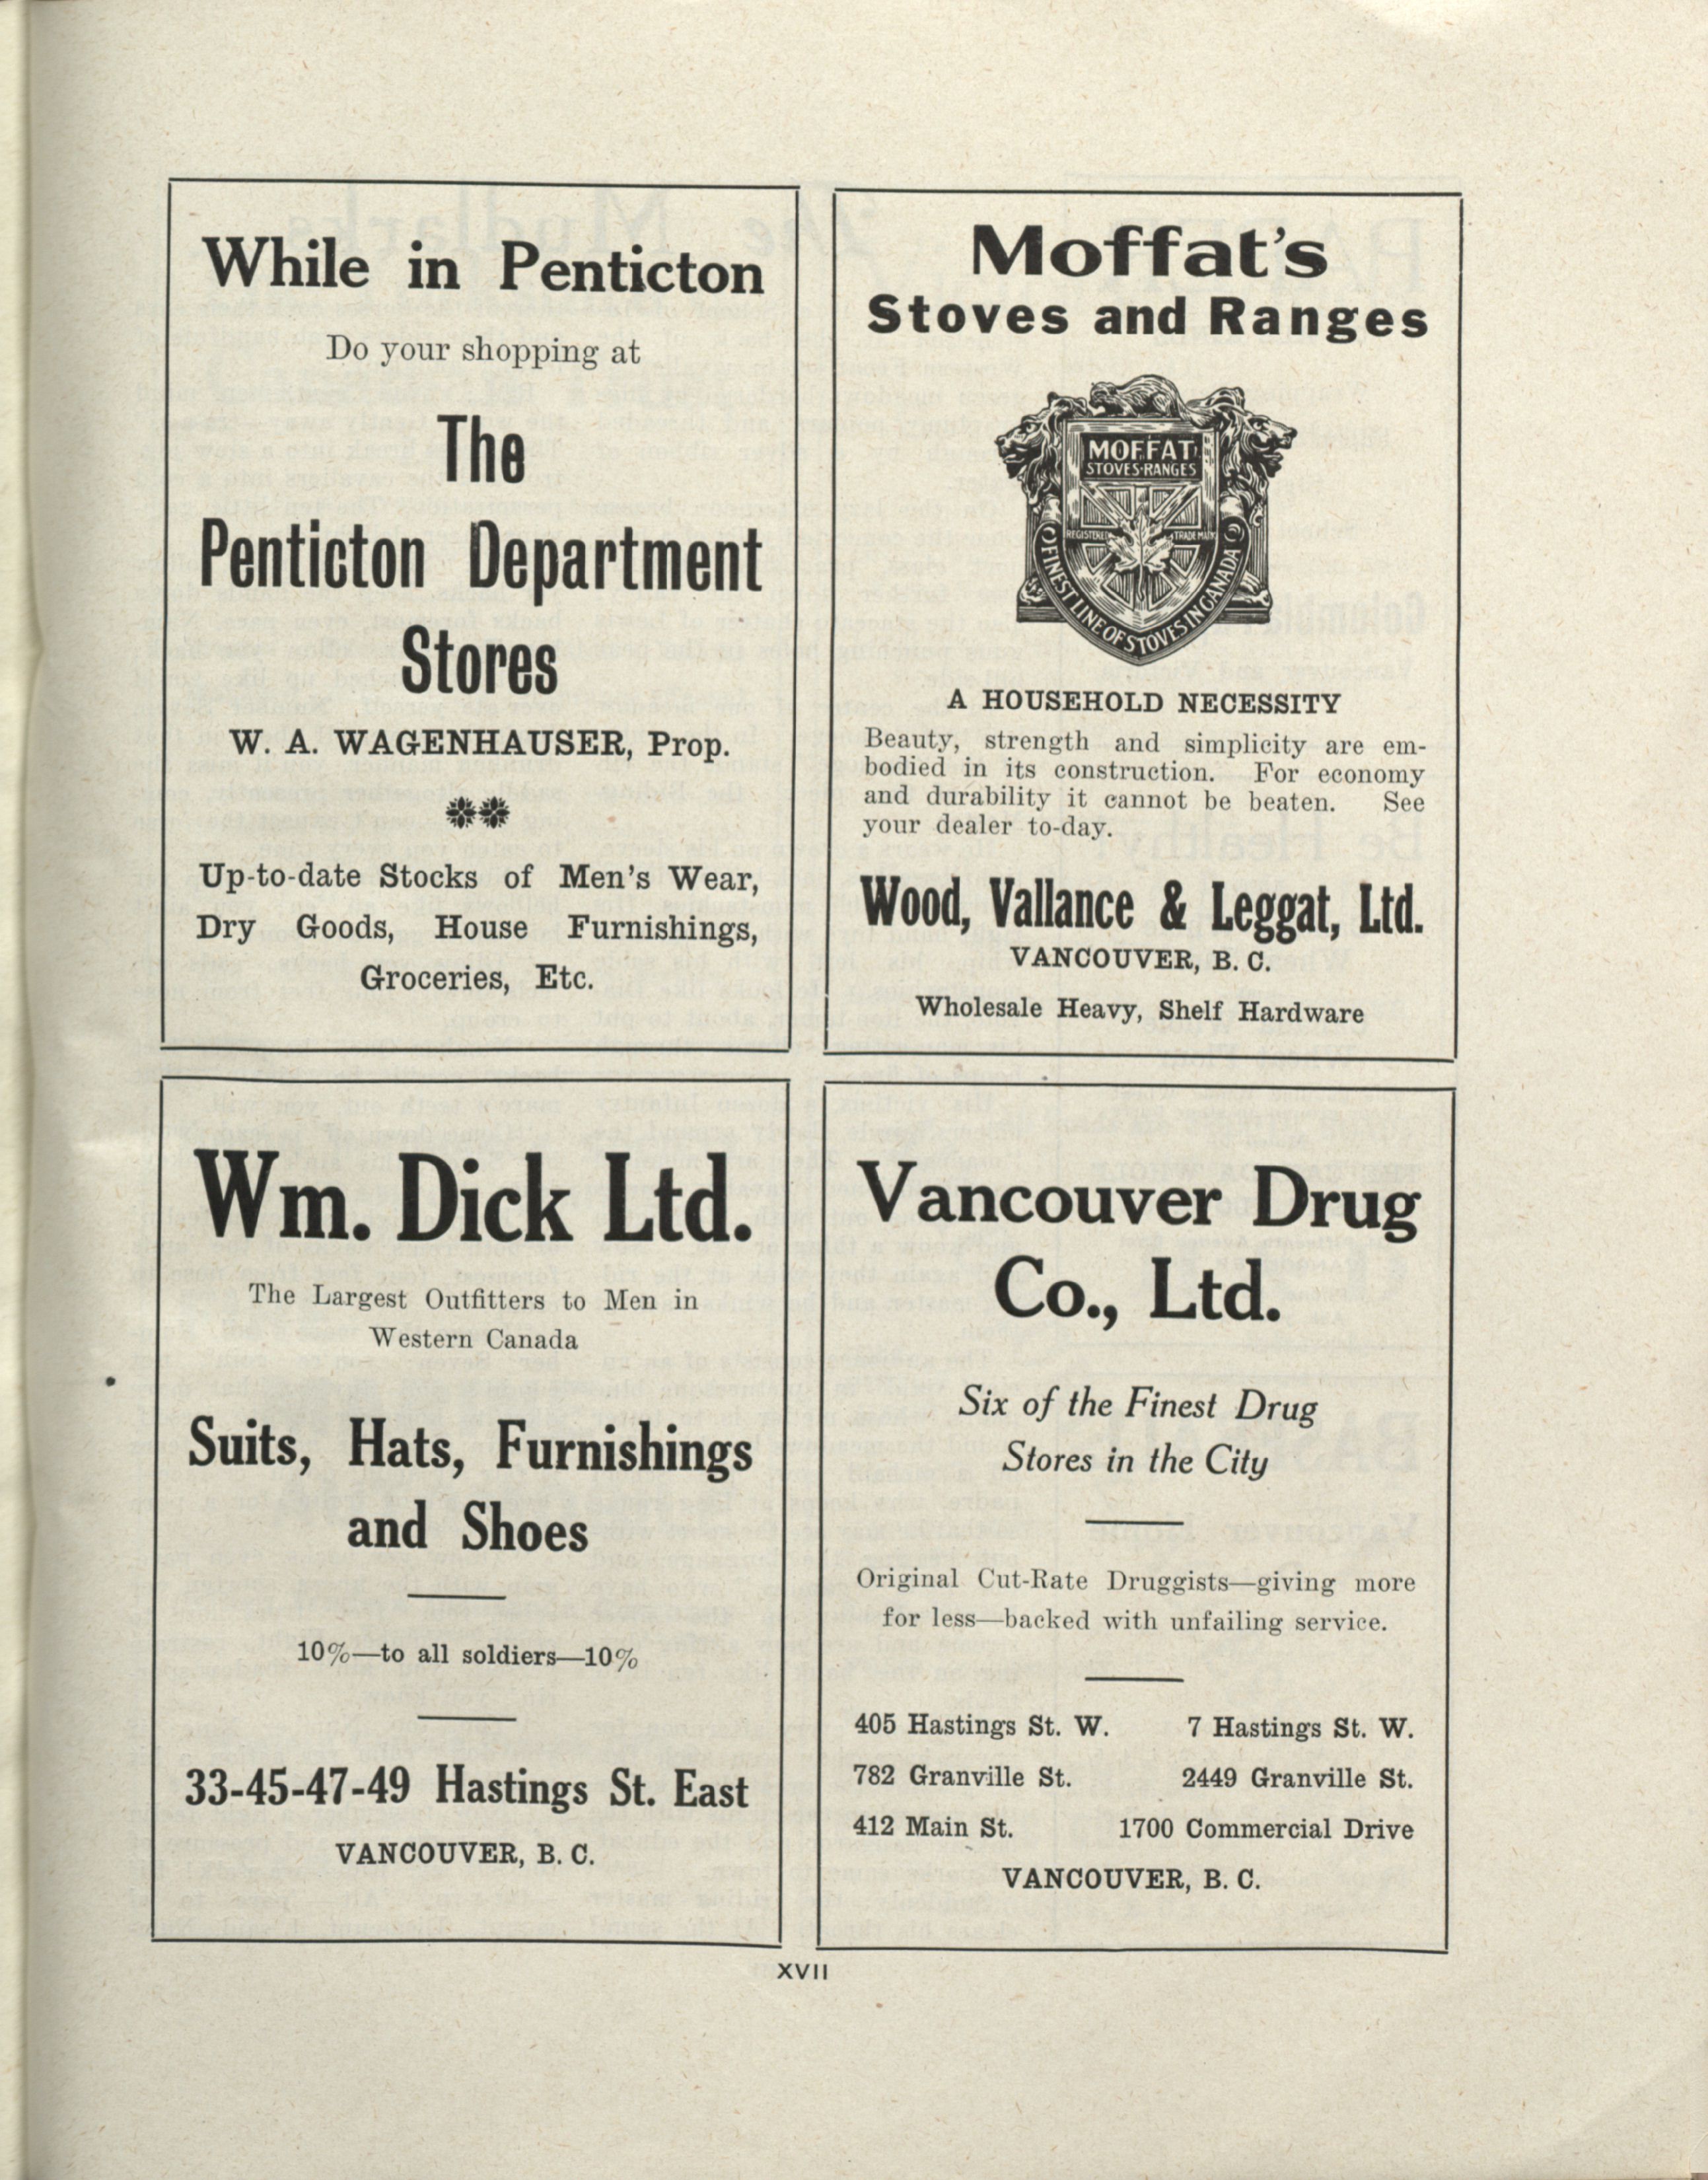 While in Penticton
Do your shopping at
The
Penticton Department
Stores
W. A. WAGENHAUSER, Prop.
Up-to-date Stocks of Men's Wear,
Dry Goods, House Furnishings,
Groceries, Etc.
Moffat's
Stoves and Ranges
MOFFAT
STOVES·RANGES
REGISTERED TRADE MARK
FINEST LINE OF STOVES IN CANADA
A HOUSEHOLD NECESSITY
Beauty, strength and simplicity are em-
bodied in its construction. For economy
and durability it cannot be beaten. See
your dealer to-day.
Wood, Vallance & Leggat, Ltd.
VANCOUVER, B. C.
Wholesale Heavy, Shelf Hardware
Wm. Dick Ltd.
The Largest Outfitters to Men in
Western Canada
Suits, Hats, Furnishings
and Shoes
10%—to all soldiers—10%
33-45-47-49 Hastings St. East
VANCOUVER, B. C.
Vancouver Drug
Co., Ltd.
Six of the Finest Drug
Stores in the City
Original Cut-Rate Druggists—giving more
for less—backed with unfailing service.
405 Hastings St. W. 7 Hastings St. W.
782 Granville St. 2449 Granville St.
412 Main St. 1700 Commercial Drive
VANCOUVER, B. C.
XVII